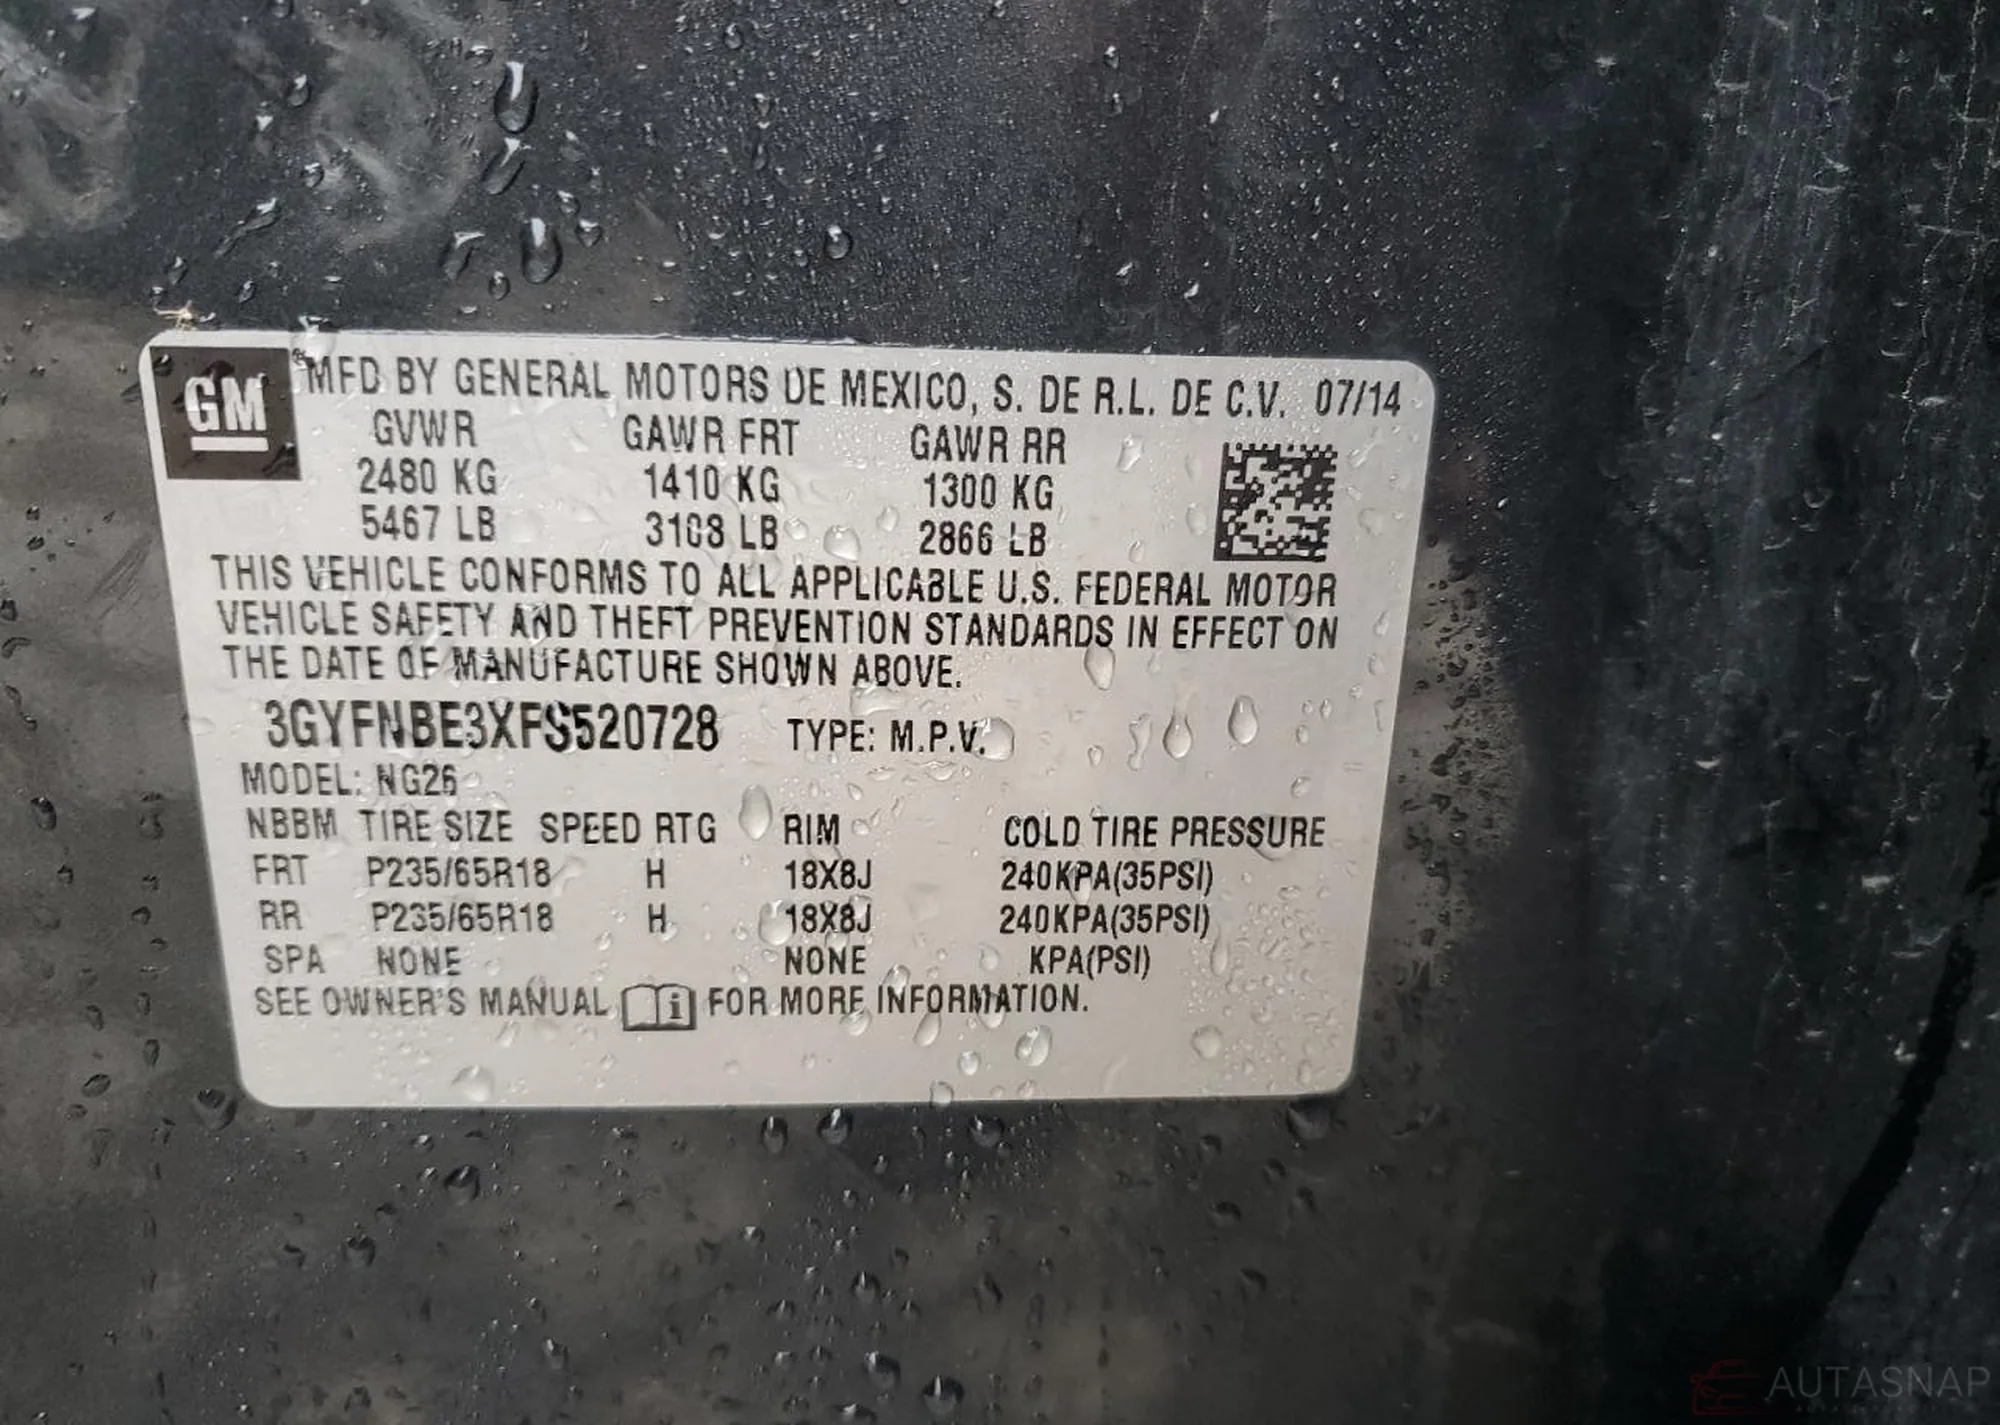 GM ® MFD BY GENERAL MOTORS DE MEXICO, S. DE R.L. DE C.V. 07/14
GVWR GAWR FRT GAWR RR
2480 KG 1410 KG 1300 KG
5467 LB 3108 LB 2866 LB
THIS VEHICLE CONFORMS TO ALL APPLICABLE U.S. FEDERAL MOTOR
VEHICLE SAFETY AND THEFT PREVENTION STANDARDS IN EFFECT ON
THE DATE OF MANUFACTURE SHOWN ABOVE.
3GYFNBE3XFS520728 TYPE: M.P.V.
MODEL: NG26
NBBM TIRE SIZE SPEED RTG RIM COLD TIRE PRESSURE
FRT P235/65R18 H 18X8J 240KPA(35PSI)
RR P235/65R18 H 18X8J 240KPA(35PSI)
SPA NONE NONE KPA(PSI)
SEE OWNER'S MANUAL i FOR MORE INFORMATION.
AUTASNAP